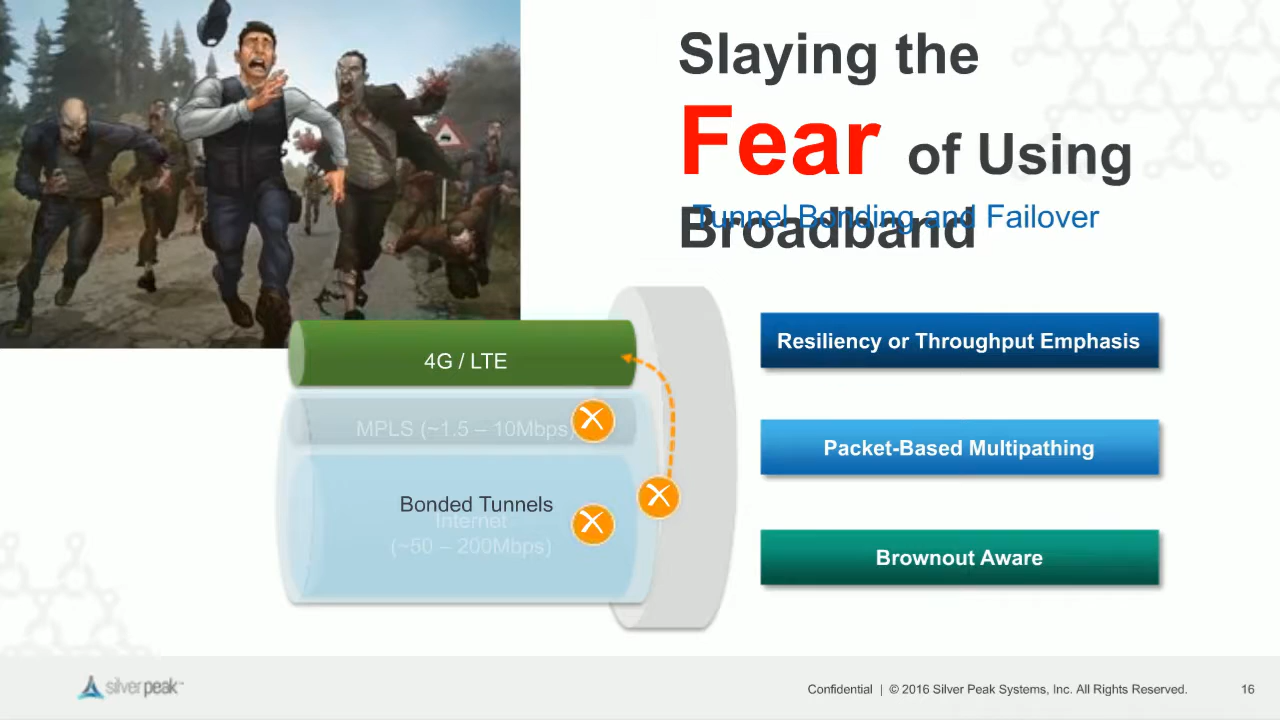 Slaying the
Fear of Using
Broadband
Tunnel Bonding and Failover
4G / LTE
MPLS (~1.5 – 10Mbps)
Bonded Tunnels
Internet
(~50 – 200Mbps)
Resiliency or Throughput Emphasis
Packet-Based Multipathing
Brownout Aware
silver peak™
Confidential | © 2016 Silver Peak Systems, Inc. All Rights Reserved.
16